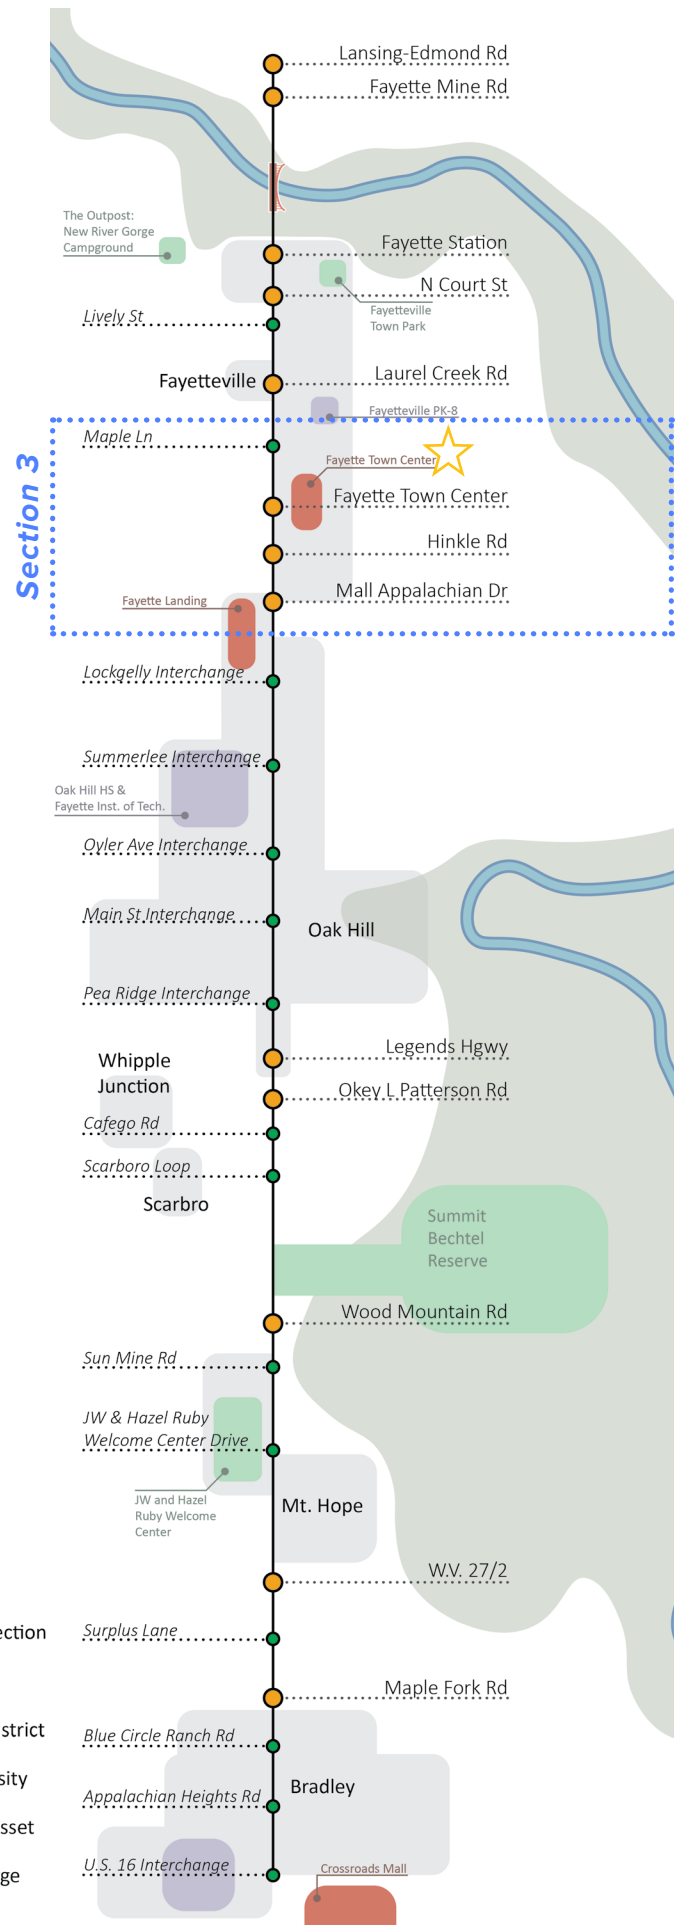 Lansing-Edmond Rd
Fayette Mine Rd
The Outpost:
New River Gorge
Campground
Fayette Station
N Court St
Fayetteville
Town Park
Lively St
Laurel Creek Rd
Fayetteville
Fayetteville PK-8
Section 3
Maple Ln
Fayette Town Center
Fayette Town Center
Hinkle Rd
Mall Appalachian Dr
Fayette Landing
Lockgelly Interchange
Summerlee Interchange
Oak Hill HS &
Fayette Inst. of Tech.
Oyler Ave Interchange
Main St Interchange
Oak Hill
Pea Ridge Interchange
Legends Hgwy
Whipple
Junction
Okey L Patterson Rd
Cafego Rd
Scarboro Loop
Scarbro
Summit
Bechtel
Reserve
Wood Mountain Rd
Sun Mine Rd
JW & Hazel Ruby
Welcome Center Drive
JW and Hazel
Ruby Welcome
Center
Mt. Hope
W.V. 27/2
ection
Surplus Lane
Maple Fork Rd
strict
Blue Circle Ranch Rd
sity
Bradley
Appalachian Heights Rd
sset
U.S. 16 Interchange
ge
Crossroads Mall